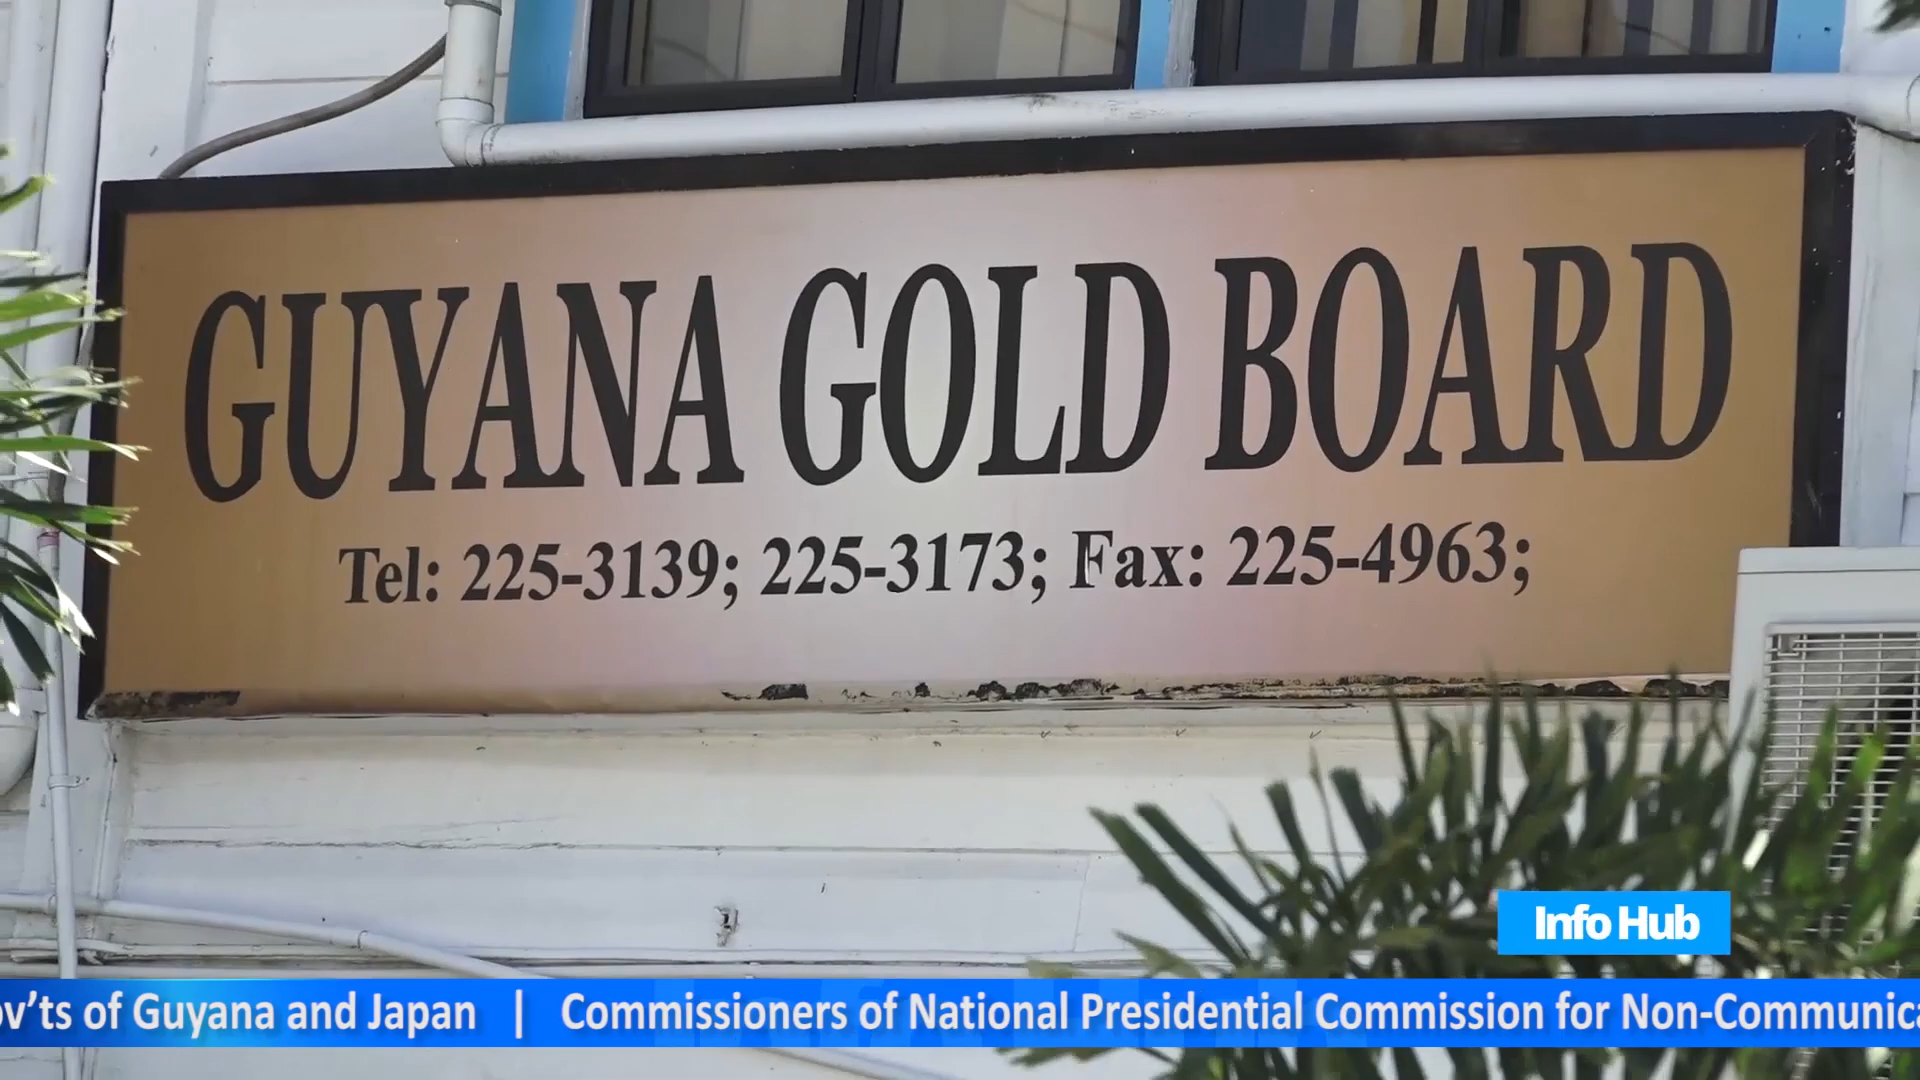 GUYANA GOLD BOARD
Tel: 225-3139; 225-3173; Fax: 225-4963;
Info Hub
ov’ts of Guyana and Japan | Commissioners of National Presidential Commission for Non-Communica